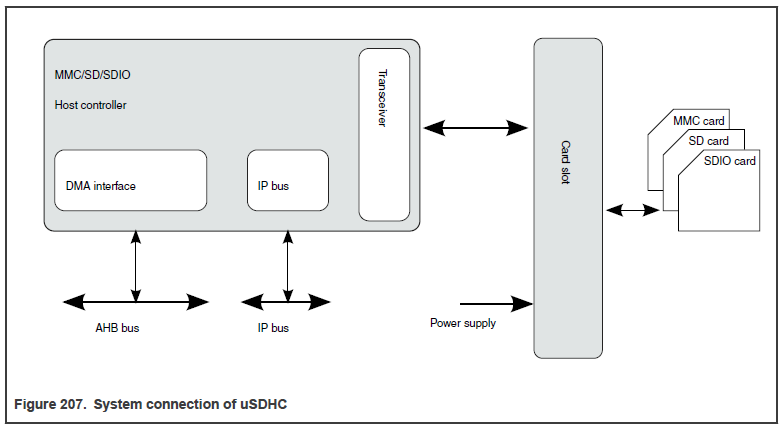 MMC/SD/SDIO
Host controller
Transceiver
DMA interface
IP bus
AHB bus
IP bus
Power supply
Card slot
MMC card
SD card
SDIO card
Figure 207. System connection of uSDHC